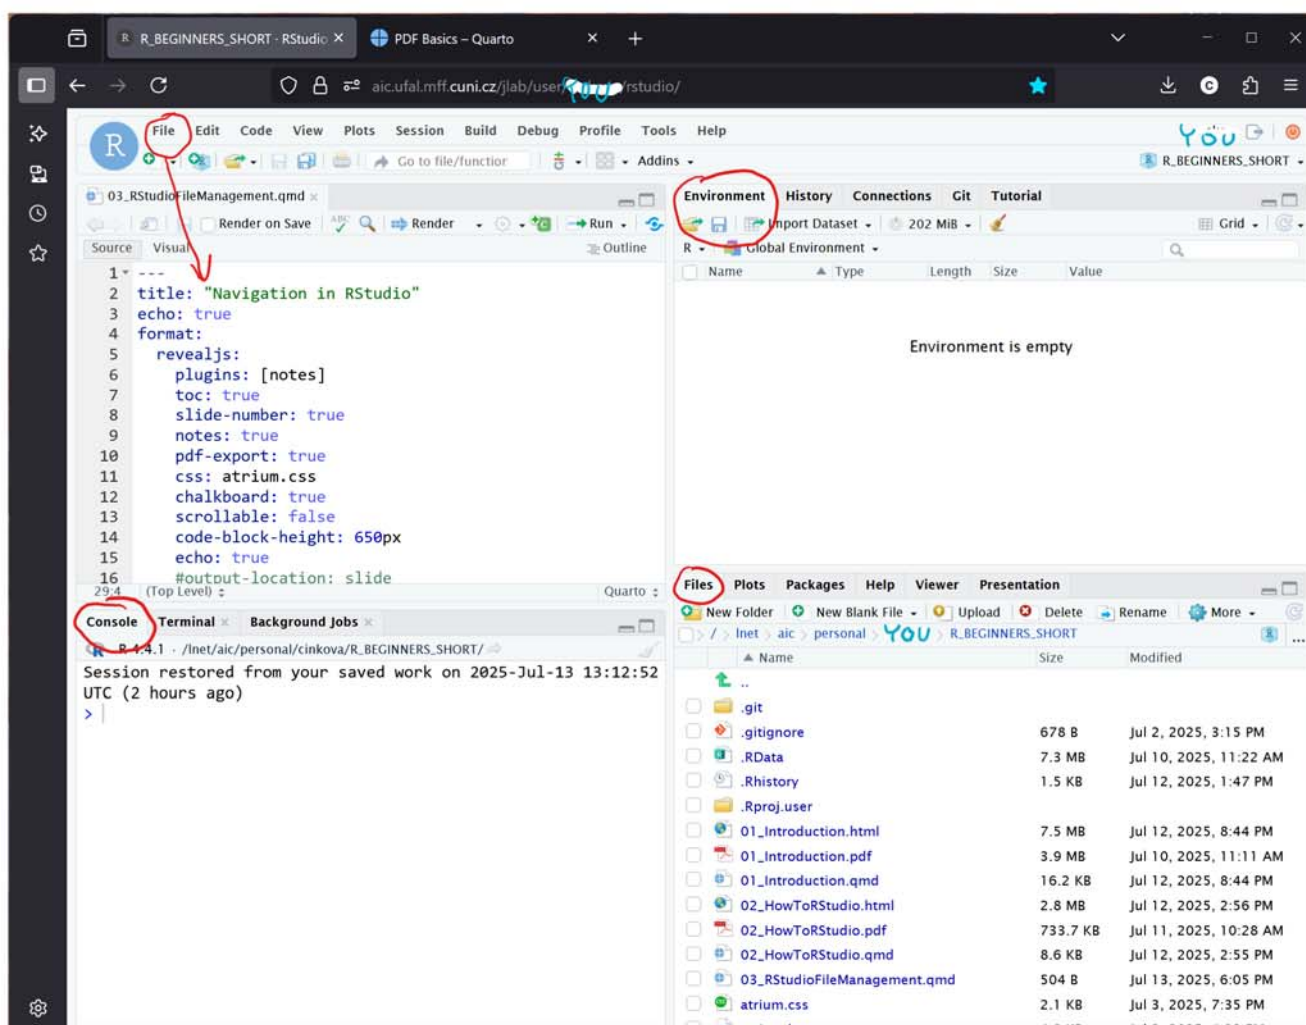 R_BEGINNERS_SHORT · RStudio
PDF Basics – Quarto
aic.ufal.mff.cuni.cz/jlab/user/You/rstudio/
R
File Edit Code View Plots Session Build Debug Profile Tools Help
You
Go to file/function
Addins
R_BEGINNERS_SHORT
03_RStudioFileManagement.qmd
Render on Save ABC Render Run
Source Visual Outline
1 ---
2 title: "Navigation in RStudio"
3 echo: true
4 format:
5 revealjs:
6 plugins: [notes]
7 toc: true
8 slide-number: true
9 notes: true
10 pdf-export: true
11 css: atrium.css
12 chalkboard: true
13 scrollable: false
14 code-block-height: 650px
15 echo: true
16 #output-location: slide
29:4 (Top Level) Quarto
Console Terminal Background Jobs
R 4.4.1 · /lnet/aic/personal/cinkova/R_BEGINNERS_SHORT/
Session restored from your saved work on 2025-Jul-13 13:12:52
UTC (2 hours ago)
>
Environment History Connections Git Tutorial
Import Dataset 202 MiB Grid
R Global Environment
Name Type Length Size Value
Environment is empty
Files Plots Packages Help Viewer Presentation
New Folder New Blank File Upload Delete Rename More
/ lnet aic personal YOU R_BEGINNERS_SHORT
Name Size Modified
..
.git
.gitignore 678 B Jul 2, 2025, 3:15 PM
.RData 7.3 MB Jul 10, 2025, 11:22 AM
.Rhistory 1.5 KB Jul 12, 2025, 1:47 PM
.Rproj.user
01_Introduction.html 7.5 MB Jul 12, 2025, 8:44 PM
01_Introduction.pdf 3.9 MB Jul 10, 2025, 11:11 AM
01_Introduction.qmd 16.2 KB Jul 12, 2025, 8:44 PM
02_HowToRStudio.html 2.8 MB Jul 12, 2025, 2:56 PM
02_HowToRStudio.pdf 733.7 KB Jul 11, 2025, 10:28 AM
02_HowToRStudio.qmd 8.6 KB Jul 12, 2025, 2:55 PM
03_RStudioFileManagement.qmd 504 B Jul 13, 2025, 6:05 PM
atrium.css 2.1 KB Jul 3, 2025, 7:35 PM